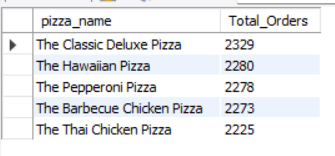 pizza_name Total_Orders
The Classic Deluxe Pizza 2329
The Hawaiian Pizza 2280
The Pepperoni Pizza 2278
The Barbecue Chicken Pizza 2273
The Thai Chicken Pizza 2225